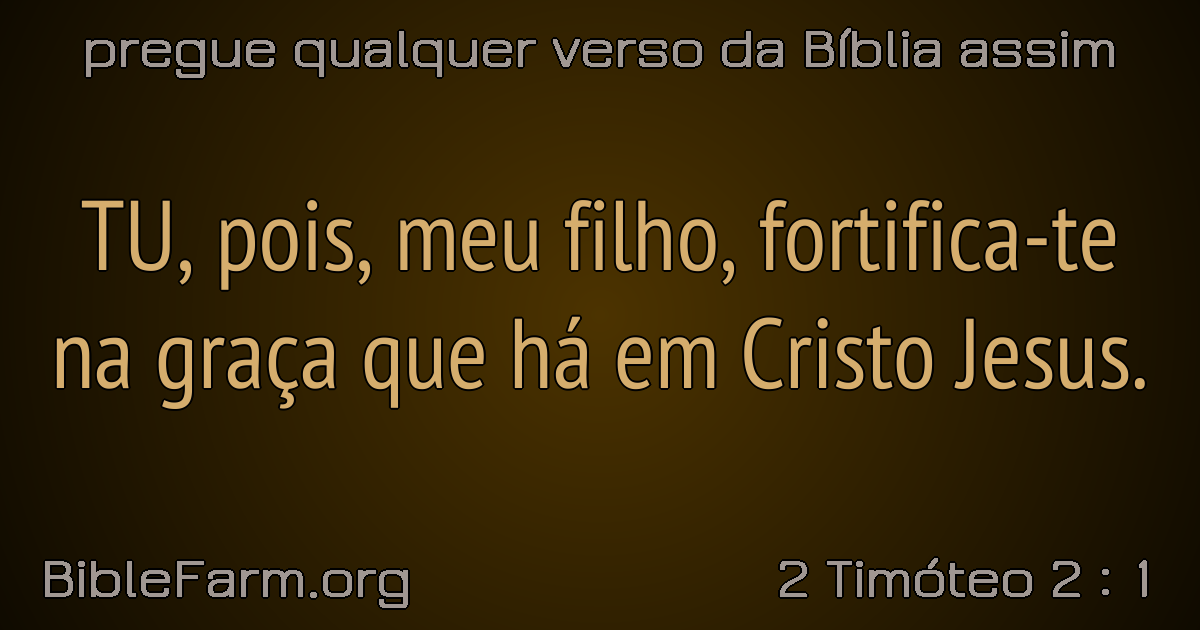 pregue qualquer verso da Bíblia assim
TU, pois, meu filho, fortifica-te
na graça que há em Cristo Jesus.
BibleFarm.org
2 Timóteo 2 : 1